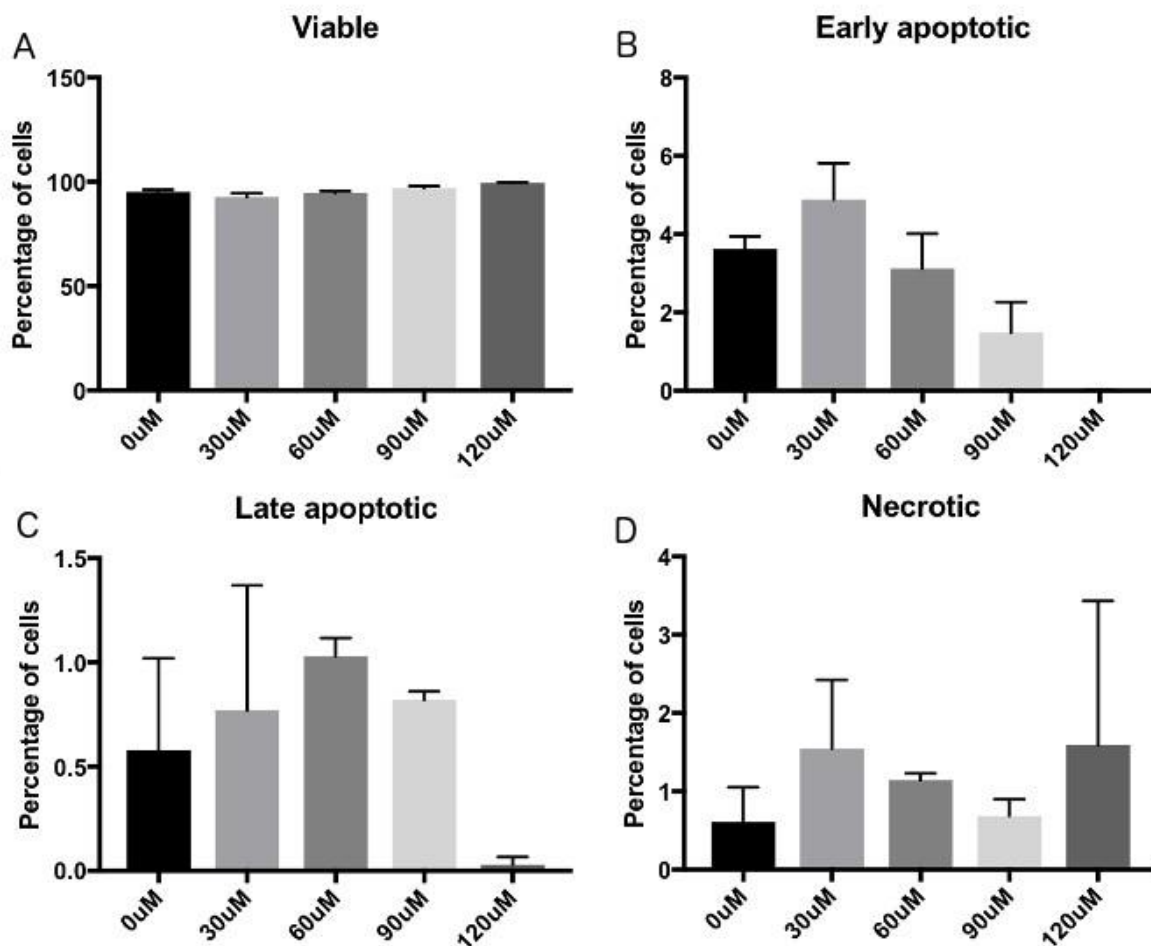 A
Viable
Percentage of cells
150
100
50
0
0uM
30uM
60uM
90uM
120uM
B
Early apoptotic
Percentage of cells
8
6
4
2
0
0uM
30uM
60uM
90uM
120uM
C
Late apoptotic
Percentage of cells
1.5
1.0
0.5
0.0
0uM
30uM
60uM
90uM
120uM
D
Necrotic
Percentage of cells
4
3
2
1
0
0uM
30uM
60uM
90uM
120uM